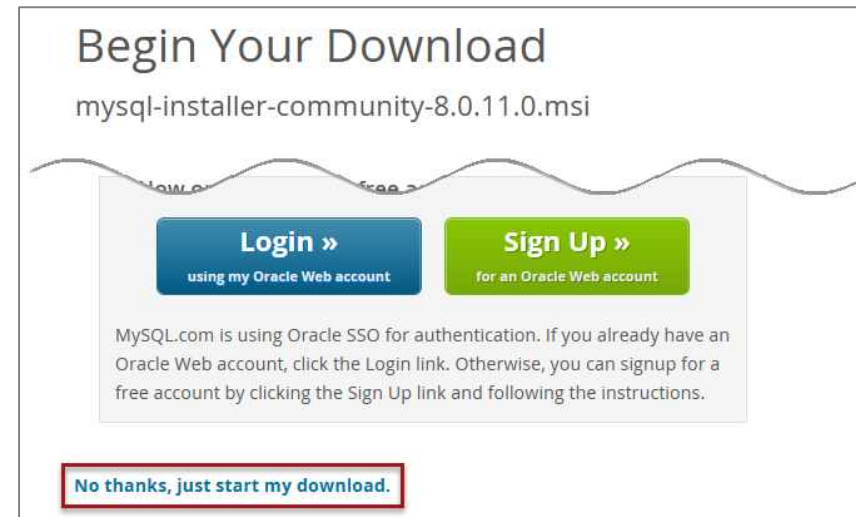 Begin Your Download
mysql-installer-community-8.0.11.0.msi
Login »
using my Oracle Web account
Sign Up »
for an Oracle Web account
MySQL.com is using Oracle SSO for authentication. If you already have an
Oracle Web account, click the Login link. Otherwise, you can signup for a
free account by clicking the Sign Up link and following the instructions.
No thanks, just start my download.